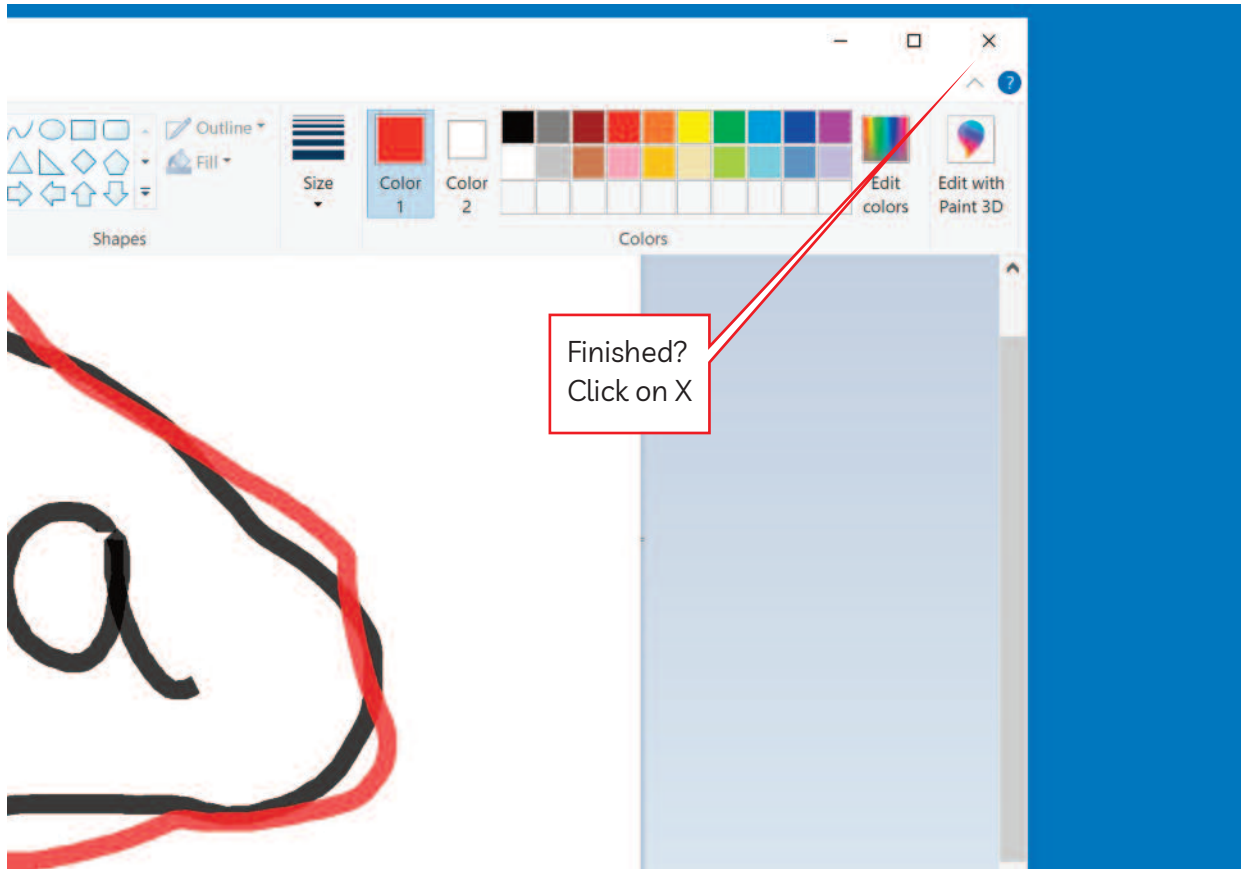 ?
Outline
Fill
Size
Color
1
Color
2
Edit
colors
Edit with
Paint 3D
Shapes
Colors
Finished?
Click on X
a